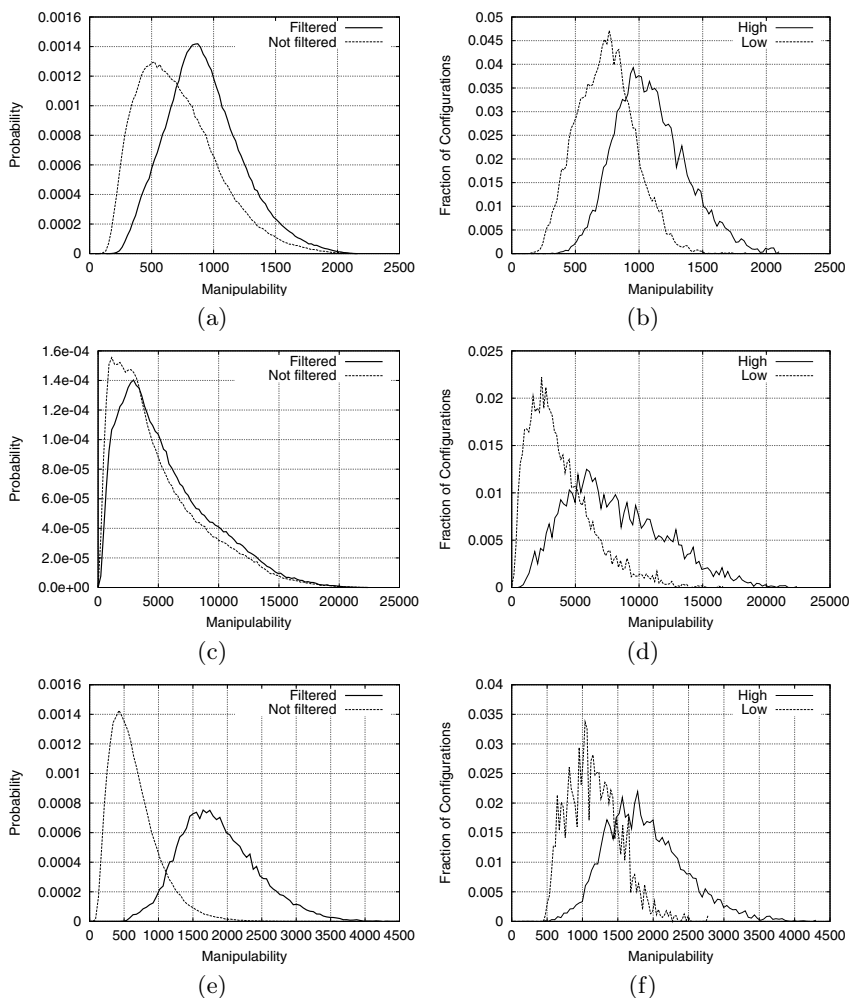 Probability
0.0016
0.0014
0.0012
0.001
0.0008
0.0006
0.0004
0.0002
0
0 500 1000 1500 2000 2500
Manipulability
Filtered
Not filtered
(a)
Fraction of Configurations
0.05
0.045
0.04
0.035
0.03
0.025
0.02
0.015
0.01
0.005
0
0 500 1000 1500 2000 2500
Manipulability
High
Low
(b)
Probability
1.6e-04
1.4e-04
1.2e-04
1.0e-04
8.0e-05
6.0e-05
4.0e-05
2.0e-05
0.0e+00
0 5000 10000 15000 20000 25000
Manipulability
Filtered
Not filtered
(c)
Fraction of Configurations
0.025
0.02
0.015
0.01
0.005
0
0 5000 10000 15000 20000 25000
Manipulability
High
Low
(d)
Probability
0.0016
0.0014
0.0012
0.001
0.0008
0.0006
0.0004
0.0002
0
0 500 1000 1500 2000 2500 3000 3500 4000 4500
Manipulability
Filtered
Not filtered
(e)
Fraction of Configurations
0.04
0.035
0.03
0.025
0.02
0.015
0.01
0.005
0
0 500 1000 1500 2000 2500 3000 3500 4000 4500
Manipulability
High
Low
(f)